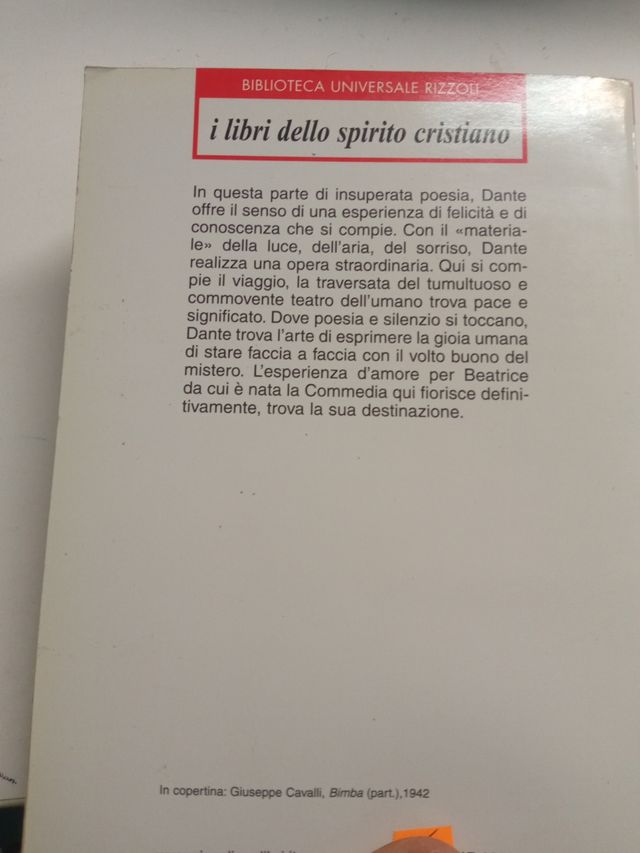 BIBLIOTECA UNIVERSALE RIZZOLI
i libri dello spirito cristiano
In questa parte di insuperata poesia, Dante
offre il senso di una esperienza di felicità e di
conoscenza che si compie. Con il «materia-
le» della luce, dell'aria, del sorriso, Dante
realizza una opera straordinaria. Qui si com-
pie il viaggio, la traversata del tumultuoso e
commovente teatro dell'umano trova pace e
significato. Dove poesia e silenzio si toccano,
Dante trova l'arte di esprimere la gioia umana
di stare faccia a faccia con il volto buono del
mistero. L'esperienza d'amore per Beatrice
da cui è nata la Commedia qui fiorisce defini-
tivamente, trova la sua destinazione.
In copertina: Giuseppe Cavalli, Bimba (part.),1942